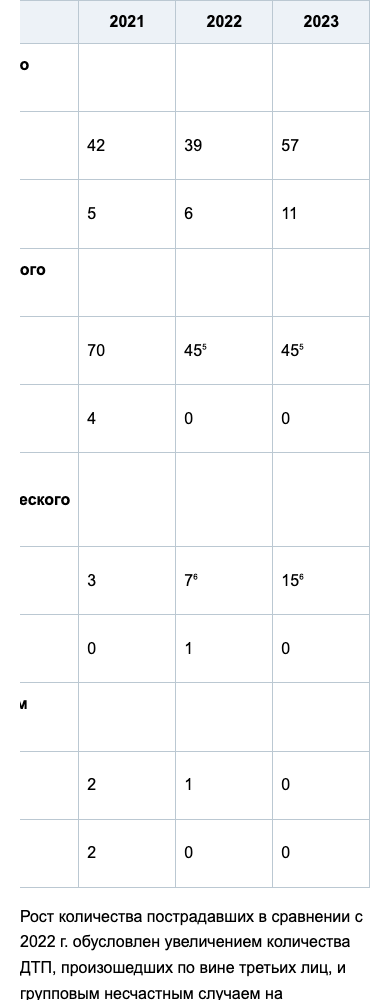 2021 2022 2023
о
42 39 57
5 6 11
ого
70 45⁵ 45⁵
4 0 0
еского
3 7⁶ 15⁶
0 1 0
м
2 1 0
2 0 0
Рост количества пострадавших в сравнении с
2022 г. обусловлен увеличением количества
ДТП, произошедших по вине третьих лиц, и
групповым несчастным случаем на